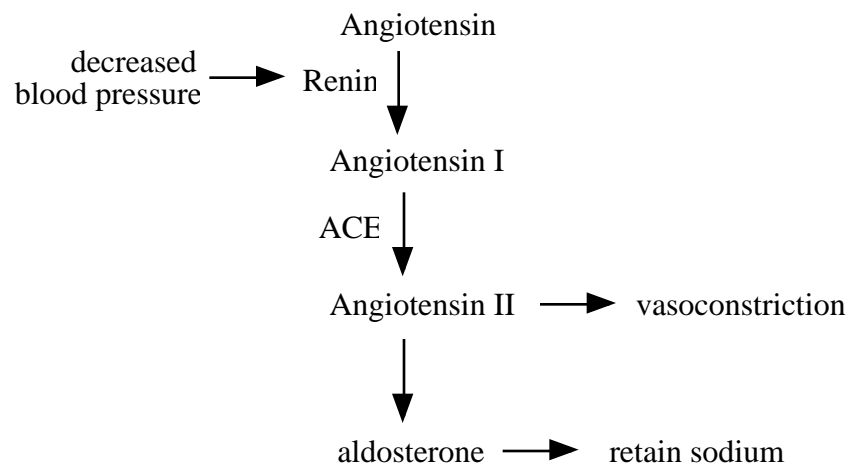 Angiotensin
decreased
blood pressure
Renin
Angiotensin I
ACE
Angiotensin II
vasoconstriction
aldosterone
retain sodium